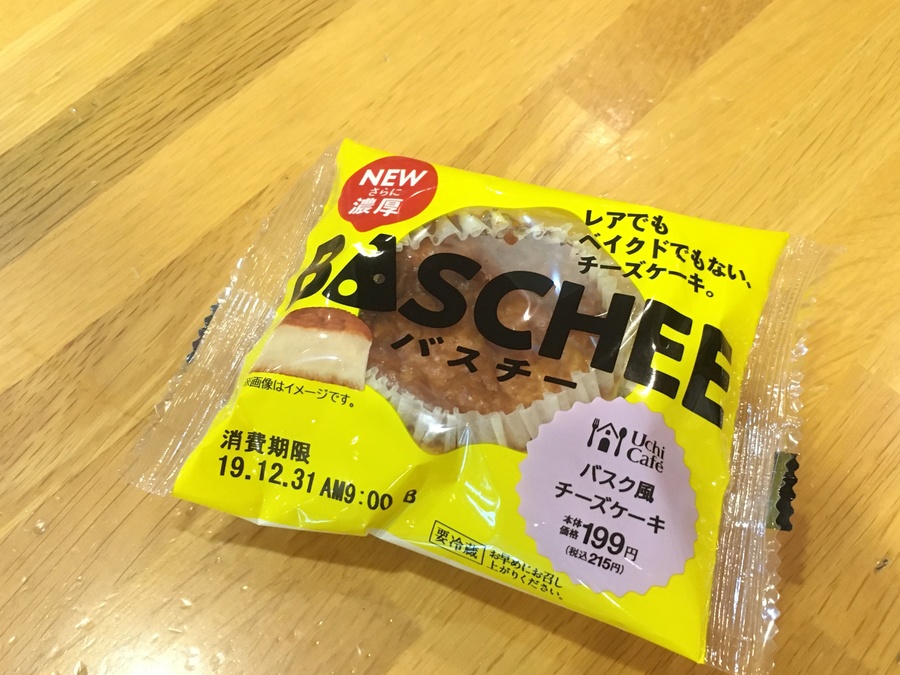 NEW
さらに
濃厚
レアでも
ベイクドでもない、
チーズケーキ。
BASCHEE
バスチー
※画像はイメージです。
消費期限
19.12.31 AM9:00 B
Uchi
Café
バスク風
チーズケーキ
本体
価格 199円
(税込215円)
要冷蔵
お早めにお召し
上がりください。